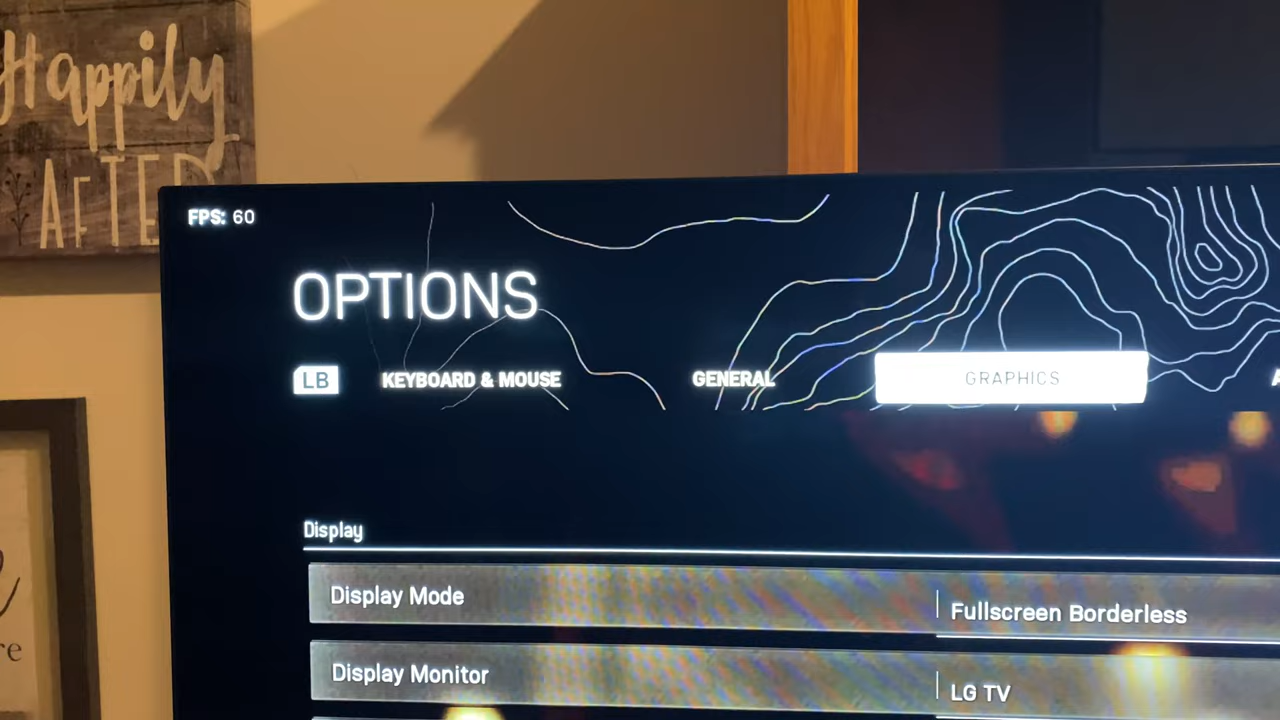 Happily
AFTER
FPS: 60
OPTIONS
LB KEYBOARD & MOUSE GENERAL GRAPHICS
Display
Display Mode Fullscreen Borderless
Display Monitor LG TV